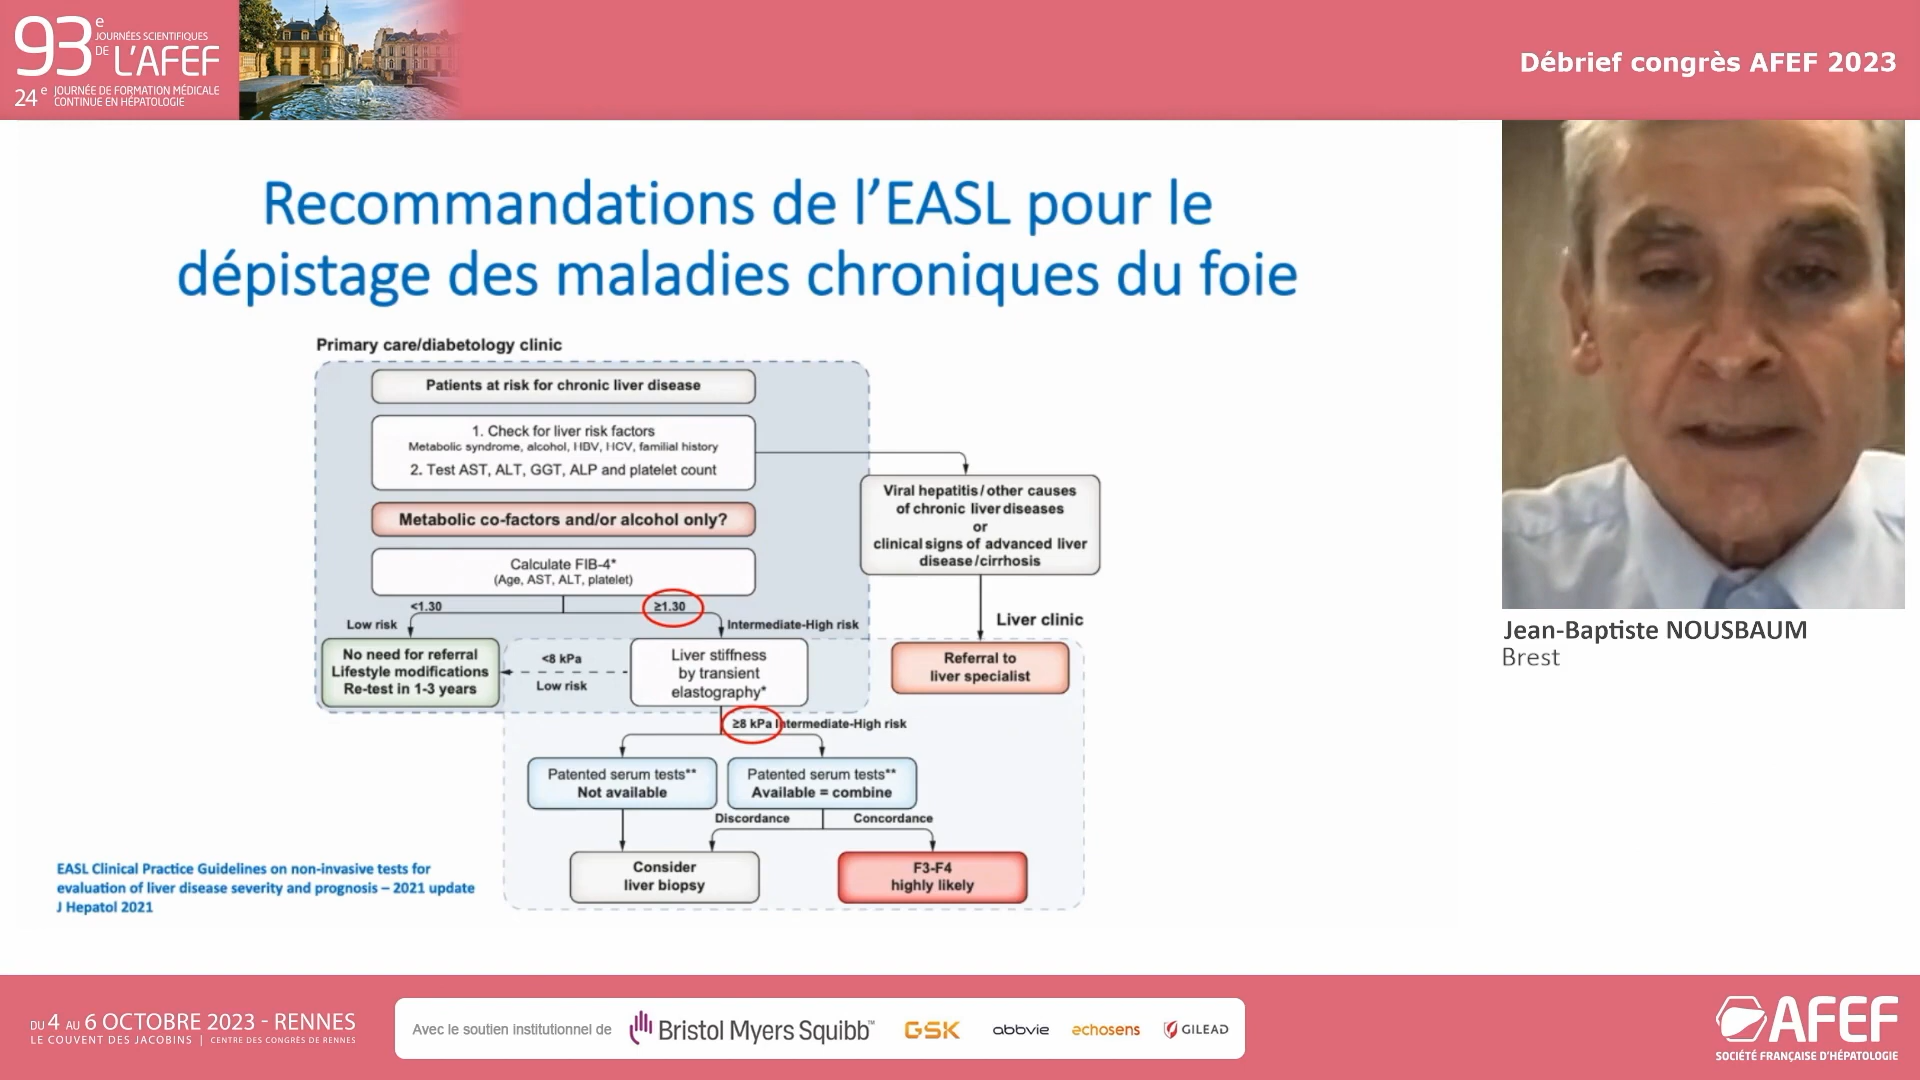 93e JOURNÉES SCIENTIFIQUES
DE L'AFEF
24e JOURNÉE DE FORMATION MÉDICALE
CONTINUE EN HÉPATOLOGIE
Débrief congrès AFEF 2023
Recommandations de l'EASL pour le
dépistage des maladies chroniques du foie
Primary care/diabetology clinic
Patients at risk for chronic liver disease
1. Check for liver risk factors
Metabolic syndrome, alcohol, HBV, HCV, familial history
2. Test AST, ALT, GGT, ALP and platelet count
Metabolic co-factors and/or alcohol only?
Calculate FIB-4*
(Age, AST, ALT, platelet)
<1.30
≥1.30
Low risk
Intermediate-High risk
Viral hepatitis/other causes
of chronic liver diseases
or
clinical signs of advanced liver
disease/cirrhosis
Liver clinic
No need for referral
Lifestyle modifications
Re-test in 1-3 years
<8 kPa
Low risk
Liver stiffness
by transient
elastography*
Referral to
liver specialist
≥8 kPa Intermediate-High risk
Patented serum tests**
Not available
Patented serum tests**
Available = combine
Discordance
Concordance
Consider
liver biopsy
F3-F4
highly likely
EASL Clinical Practice Guidelines on non-invasive tests for
evaluation of liver disease severity and prognosis – 2021 update
J Hepatol 2021
Jean-Baptiste NOUSBAUM
Brest
DU 4 AU 6 OCTOBRE 2023 - RENNES
LE COUVENT DES JACOBINS | CENTRE DES CONGRÈS DE RENNES
Avec le soutien institutionnel de
Bristol Myers Squibb™
GSK
abbvie
echosens
GILEAD
AFEF
SOCIÉTÉ FRANÇAISE D'HÉPATOLOGIE